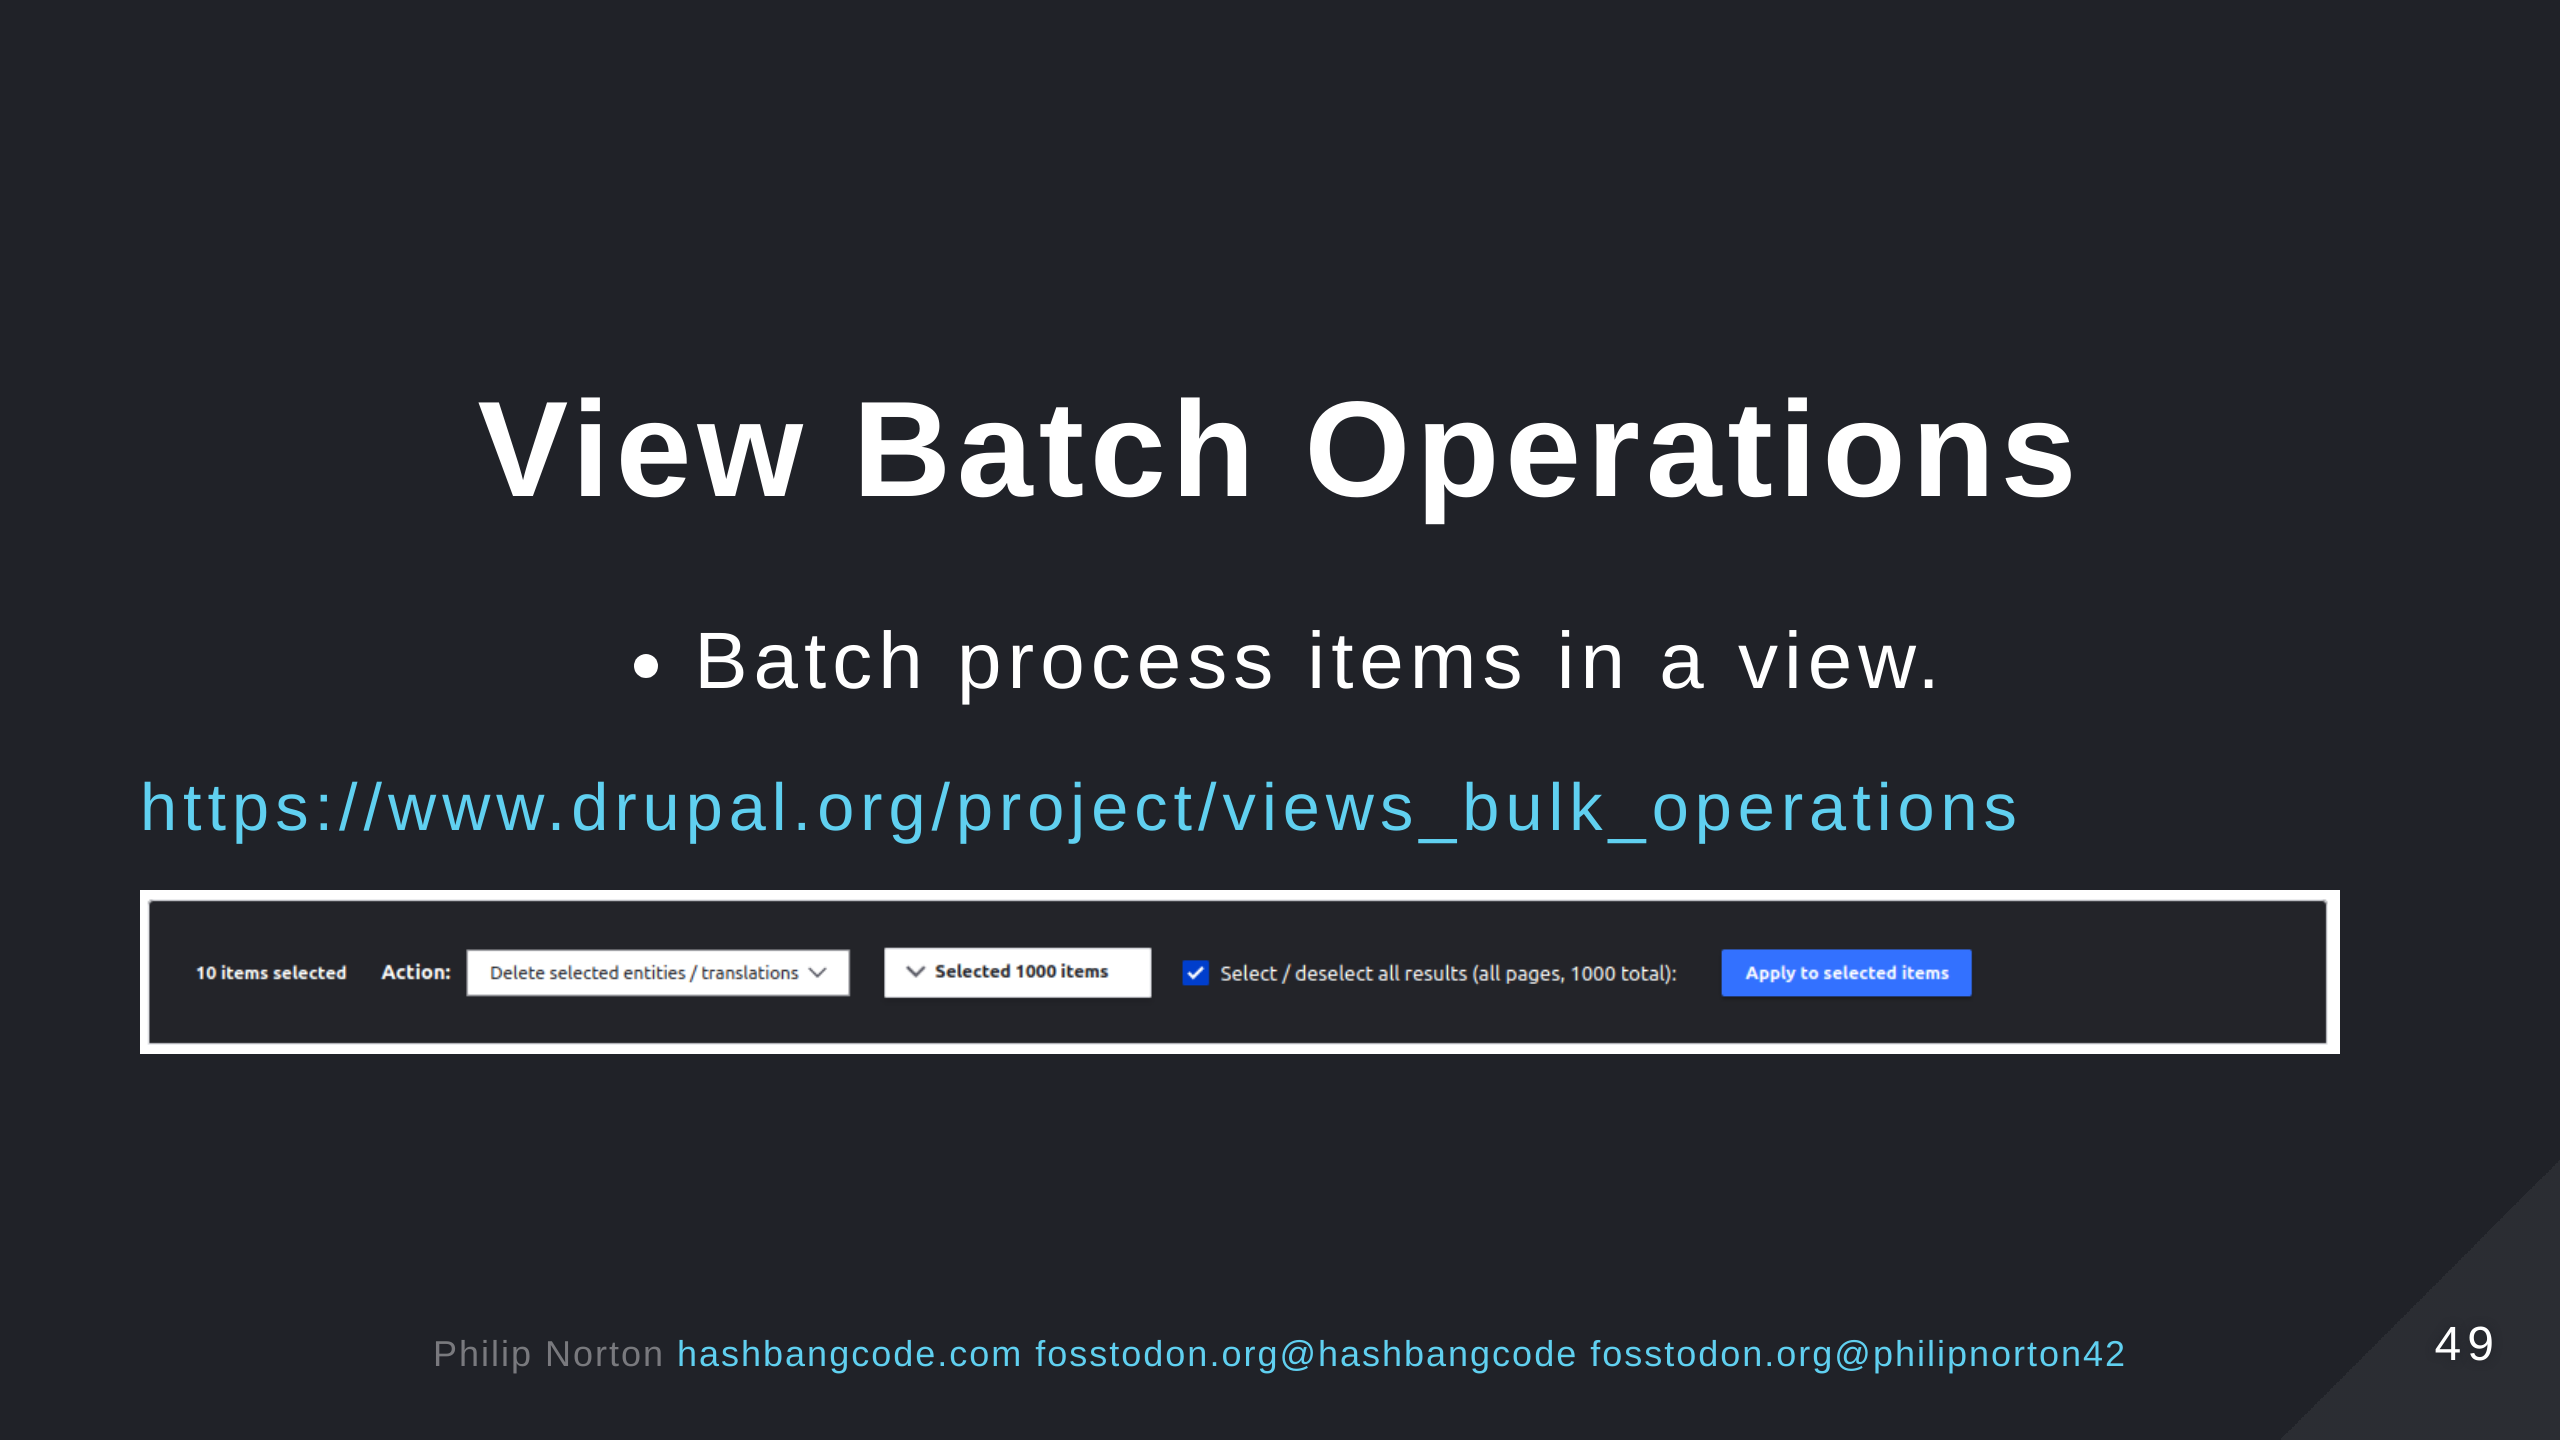 View Batch Operations
• Batch process items in a view.
https://www.drupal.org/project/views_bulk_operations
10 items selected Action: Delete selected entities / translations Selected 1000 items Select / deselect all results (all pages, 1000 total): Apply to selected items
Philip Norton hashbangcode.com fosstodon.org@hashbangcode fosstodon.org@philipnorton42
49